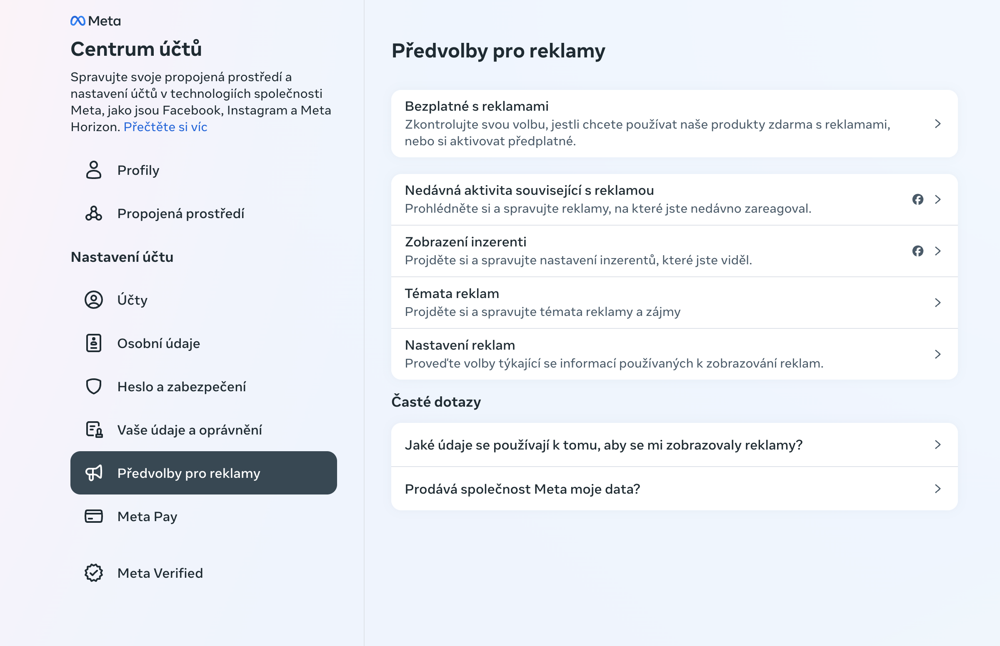 Meta
Centrum účtů
Spravujte svoje propojená prostředí a
nastavení účtů v technologiích společnosti
Meta, jako jsou Facebook, Instagram a Meta
Horizon. Přečtěte si víc
Profily
Propojená prostředí
Nastavení účtu
Účty
Osobní údaje
Heslo a zabezpečení
Vaše údaje a oprávnění
Předvolby pro reklamy
Meta Pay
Meta Verified
Předvolby pro reklamy
Bezplatné s reklamami
Zkontrolujte svou volbu, jestli chcete používat naše produkty zdarma s reklamami,
nebo si aktivovat předplatné.
Nedávná aktivita související s reklamou
Prohlédněte si a spravujte reklamy, na které jste nedávno zareagoval.
Zobrazení inzerenti
Projděte si a spravujte nastavení inzerentů, které jste viděl.
Témata reklam
Projděte si a spravujte témata reklamy a zájmy
Nastavení reklam
Proveďte volby týkající se informací používaných k zobrazování reklam.
Časté dotazy
Jaké údaje se používají k tomu, aby se mi zobrazovaly reklamy?
Prodává společnost Meta moje data?